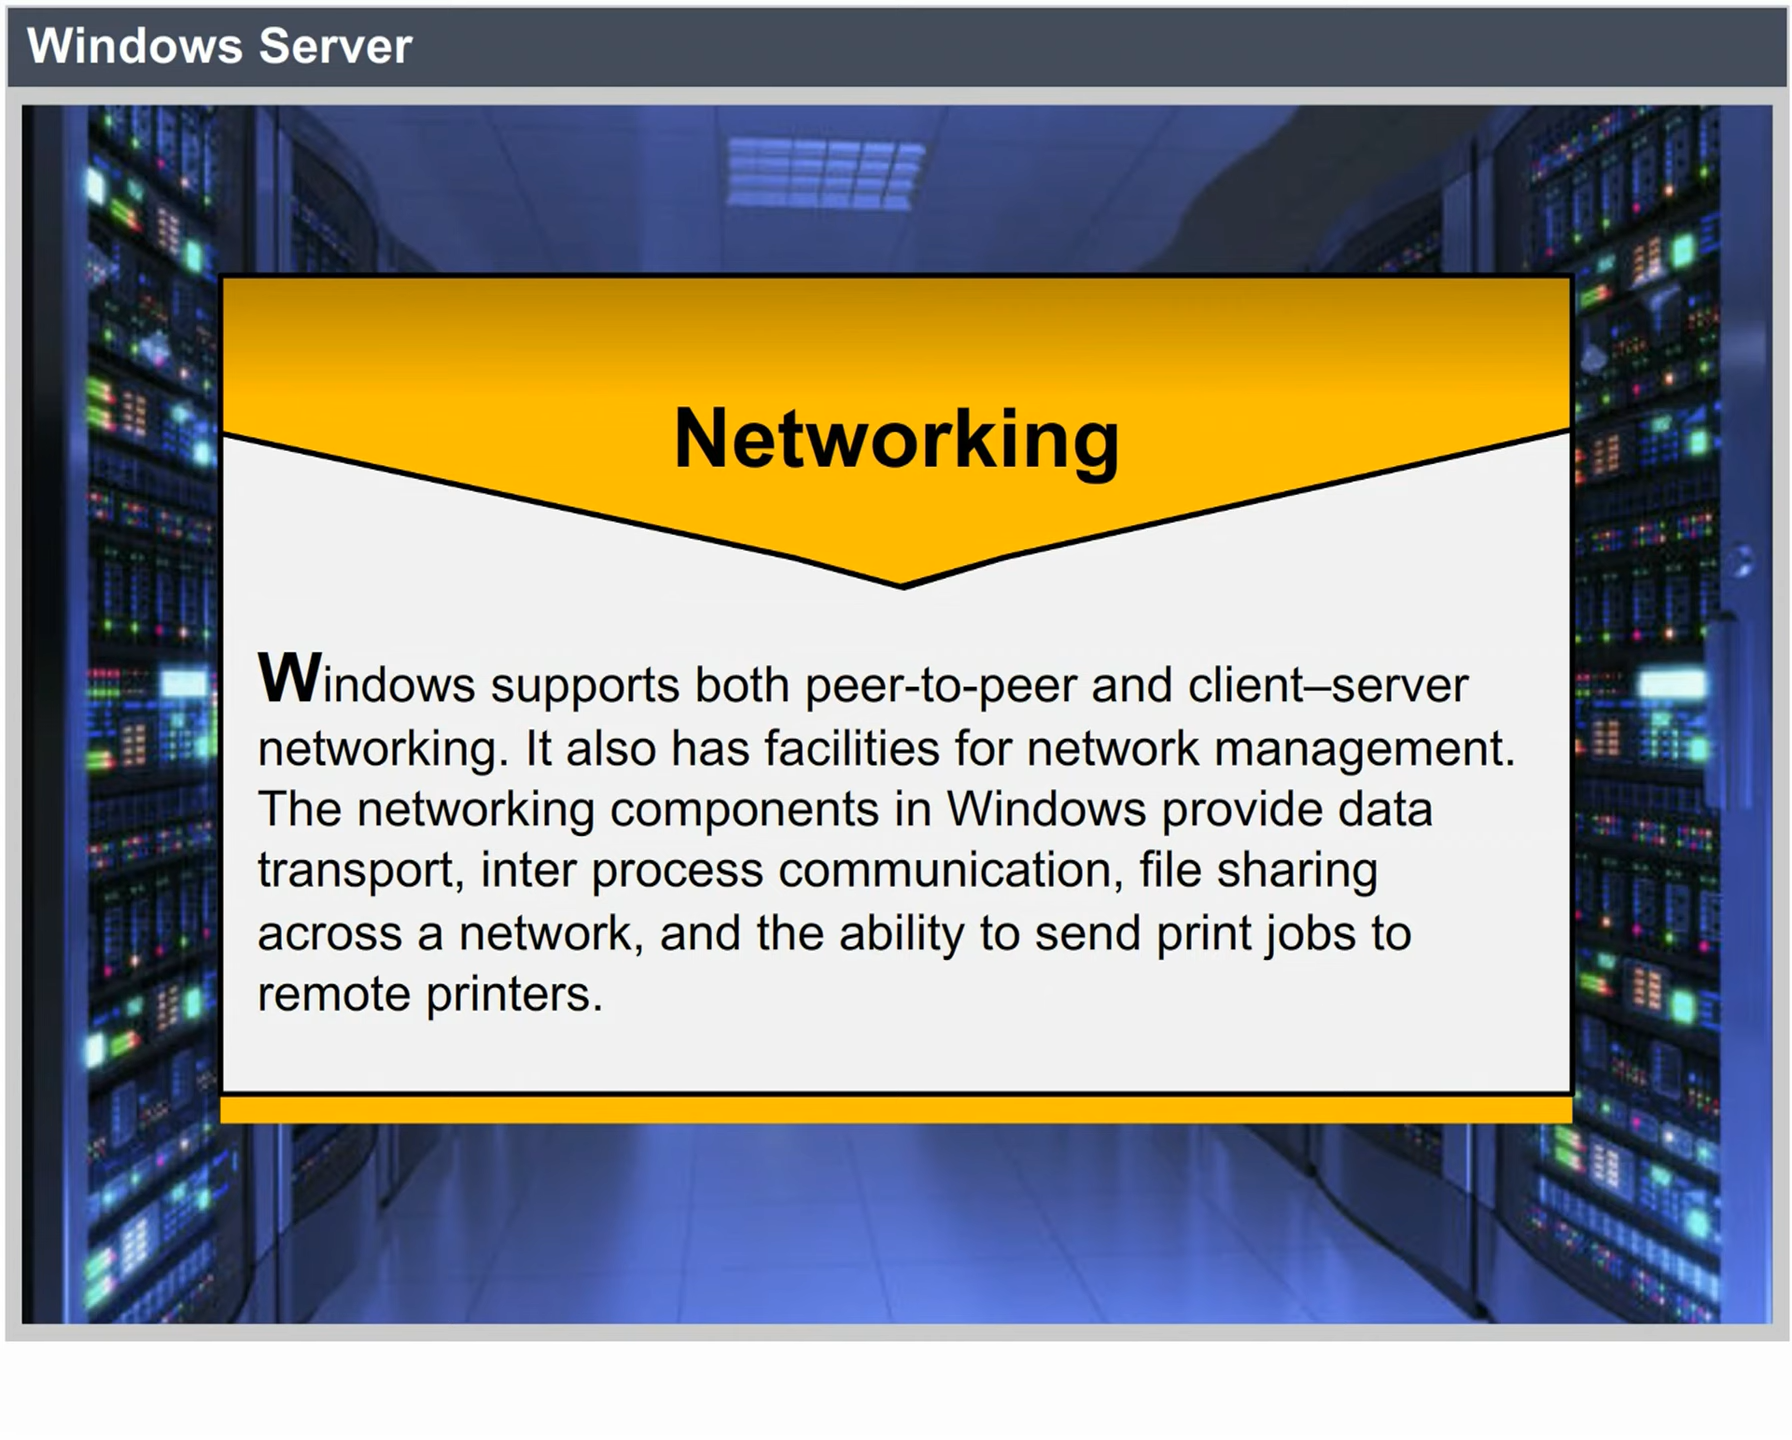 Windows Server
Networking
Windows supports both peer-to-peer and client–server
networking. It also has facilities for network management.
The networking components in Windows provide data
transport, inter process communication, file sharing
across a network, and the ability to send print jobs to
remote printers.